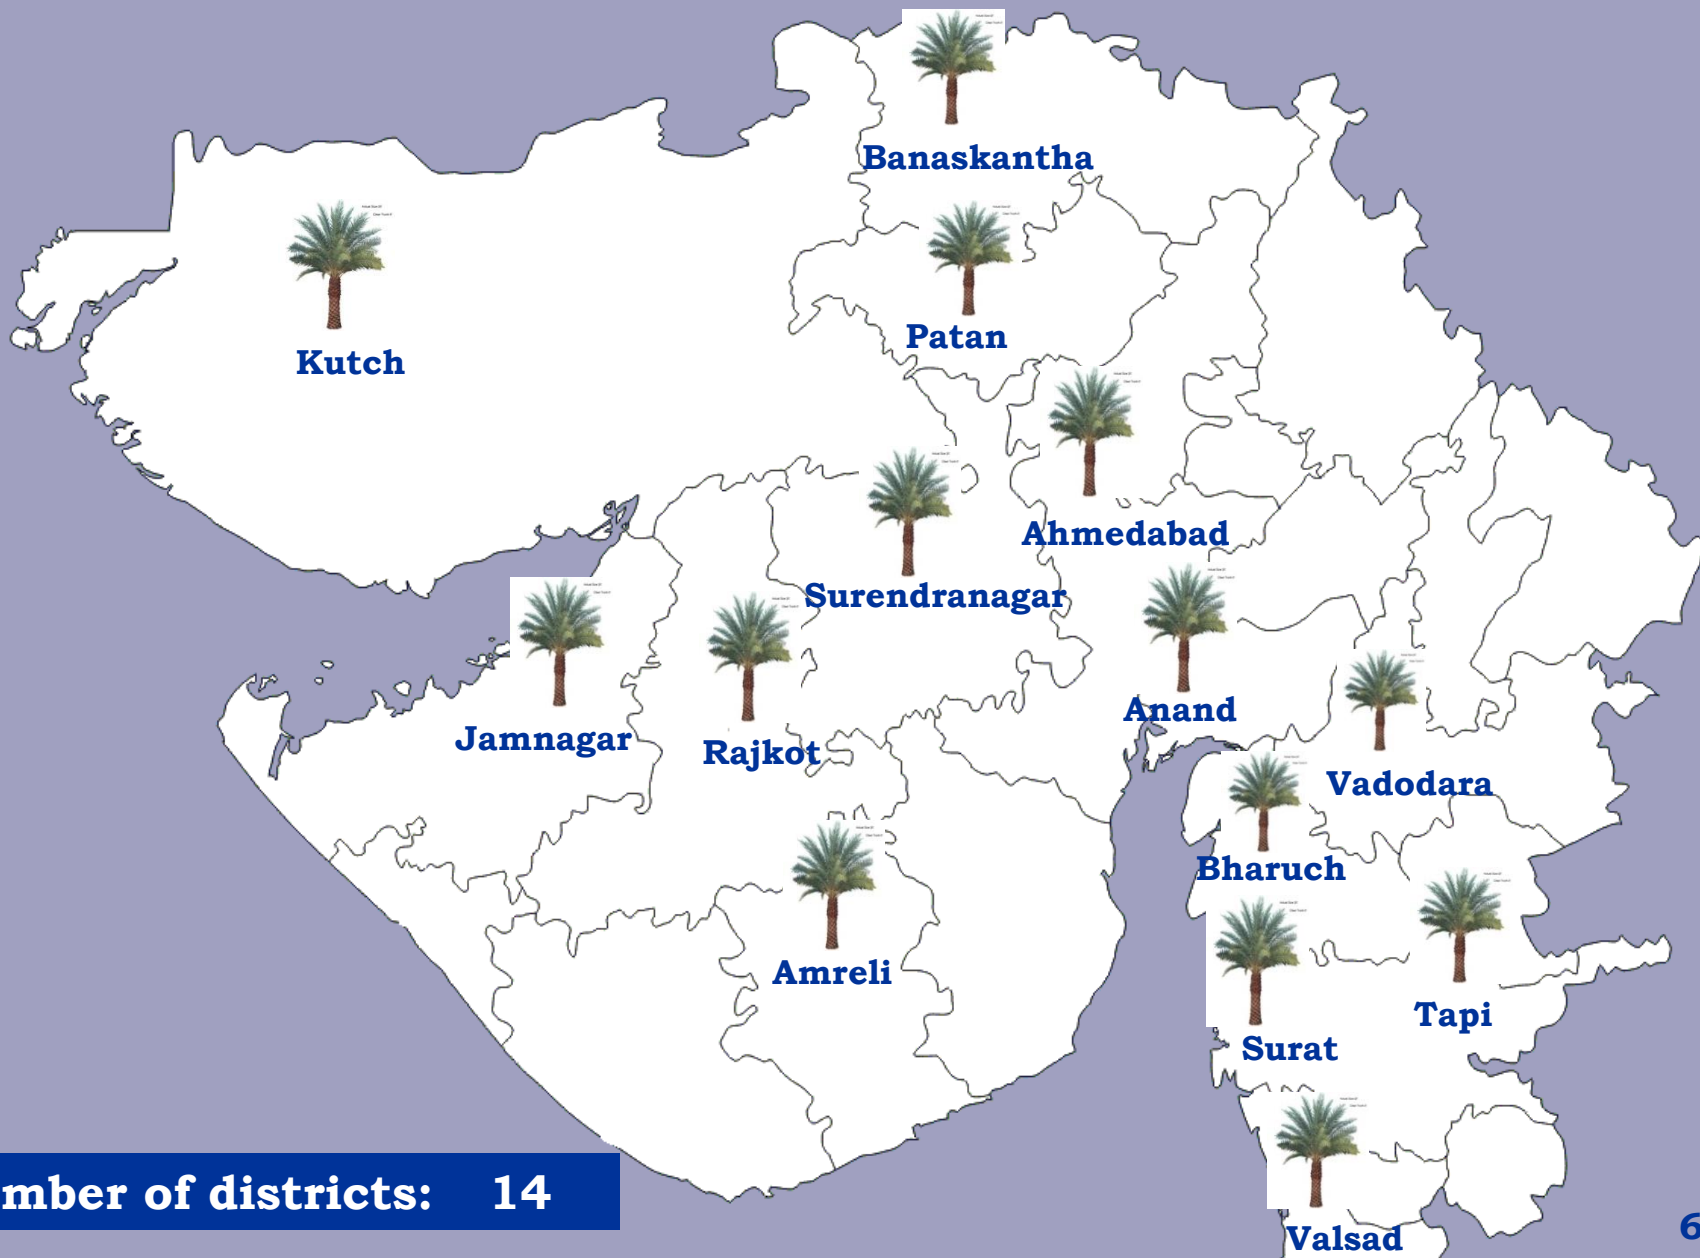 Banaskantha
Patan
Kutch
Ahmedabad
Surendranagar
Anand
Jamnagar
Rajkot
Vadodara
Bharuch
Amreli
Tapi
Surat
mber of districts: 14
Valsad
6